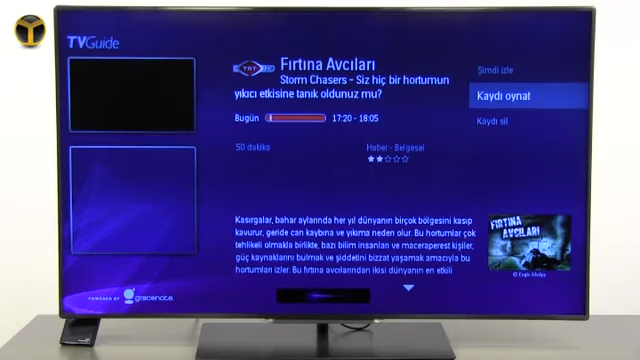 TVGuide
TRT HD
Fırtına Avcıları
Storm Chasers - Siz hiç bir hortumun
yıkıcı etkisine tanık oldunuz mu?
Bugün 17:20 - 18:05
50 dakika
Haber - Belgesel
Şimdi izle
Kaydı oynat
Kaydı sil
Kasırgalar, bahar aylarında her yıl dünyanın birçok bölgesini kasıp
kavurur, geride can kaybına ve yıkıma neden olur. Bu hortumlar çok
tehlikeli olmakla birlikte, bazı bilim insanları ve maceraperest kişiler,
güç kaynaklarını bulmak ve şiddetini bizzat yaşamak amacıyla bu
hortumları izler. Bu fırtına avcılarından ikisi dünyanın en etkili
FIRTINA
AVCILARI
© Ezgin Medya
POWERED BY gracenote